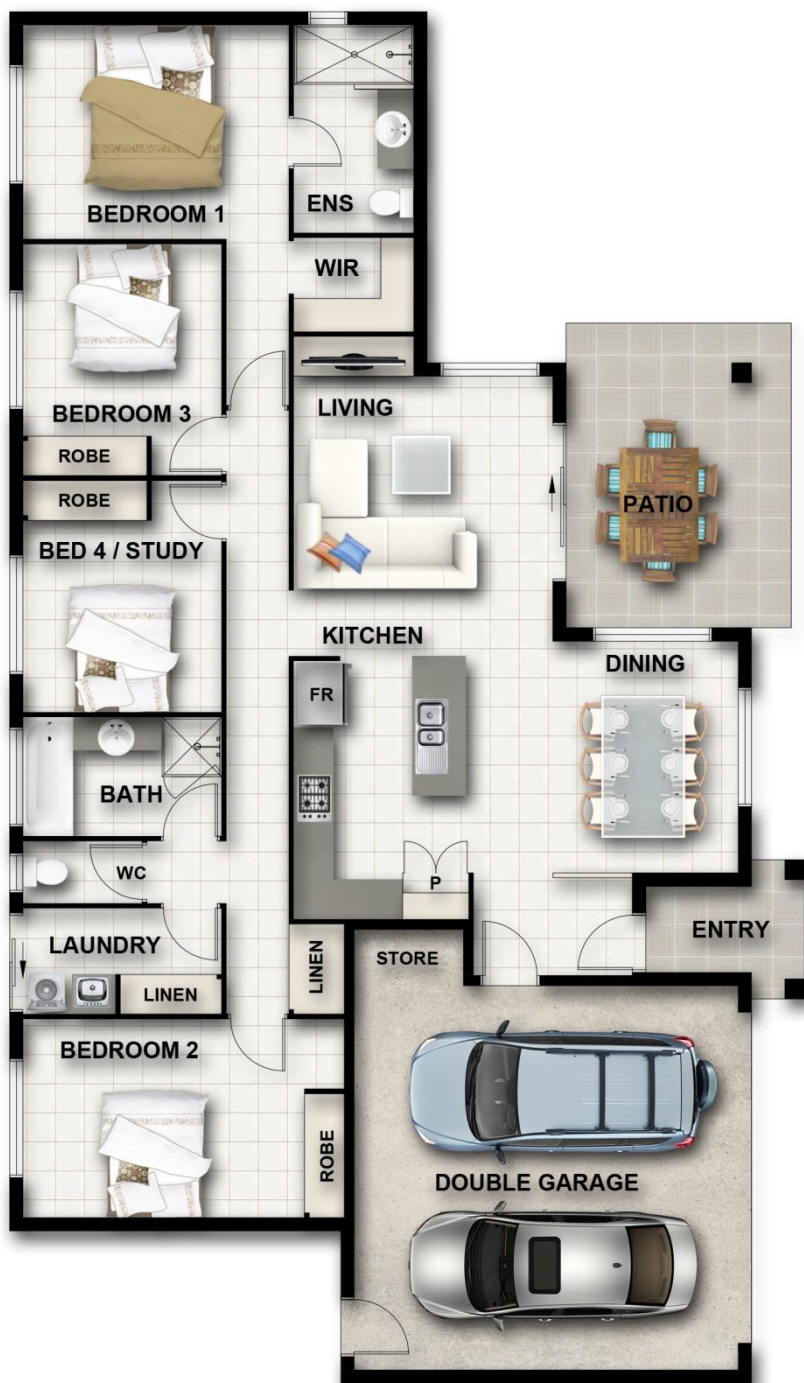 BEDROOM 1
ENS
WIR
BEDROOM 3
LIVING
ROBE
ROBE
PATIO
BED 4 / STUDY
KITCHEN
DINING
FR
BATH
WC
P
LAUNDRY
ENTRY
STORE
LINEN
LINEN
BEDROOM 2
ROBE
DOUBLE GARAGE